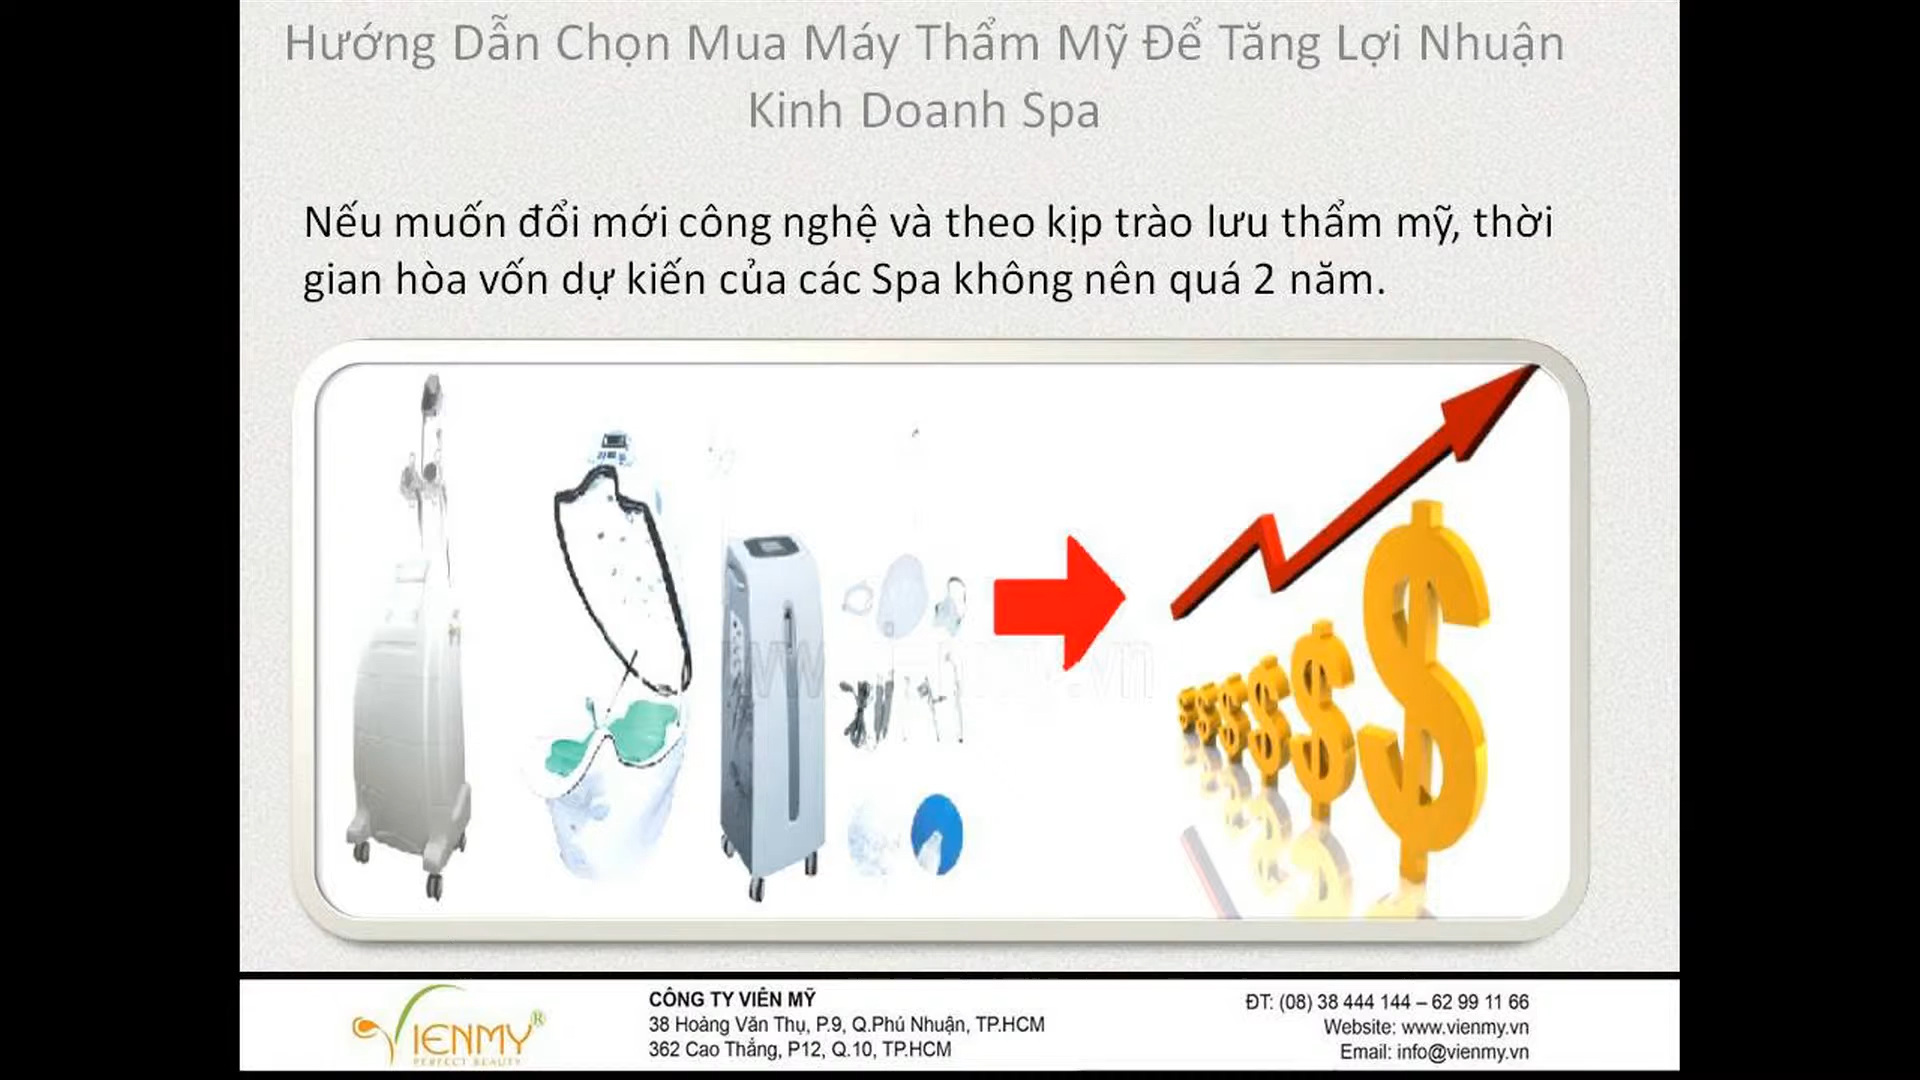 Hướng Dẫn Chọn Mua Máy Thẩm Mỹ Để Tăng Lợi Nhuận
Kinh Doanh Spa
Nếu muốn đổi mới công nghệ và theo kịp trào lưu thẩm mỹ, thời
gian hòa vốn dự kiến của các Spa không nên quá 2 năm.
VIENMY®
PERFECT BEAUTY
CÔNG TY VIÊN MỸ
38 Hoàng Văn Thụ, P.9, Q.Phú Nhuận, TP.HCM
362 Cao Thắng, P12, Q.10, TP.HCM
ĐT: (08) 38 444 144 – 62 99 11 66
Website: www.vienmy.vn
Email: info@vienmy.vn